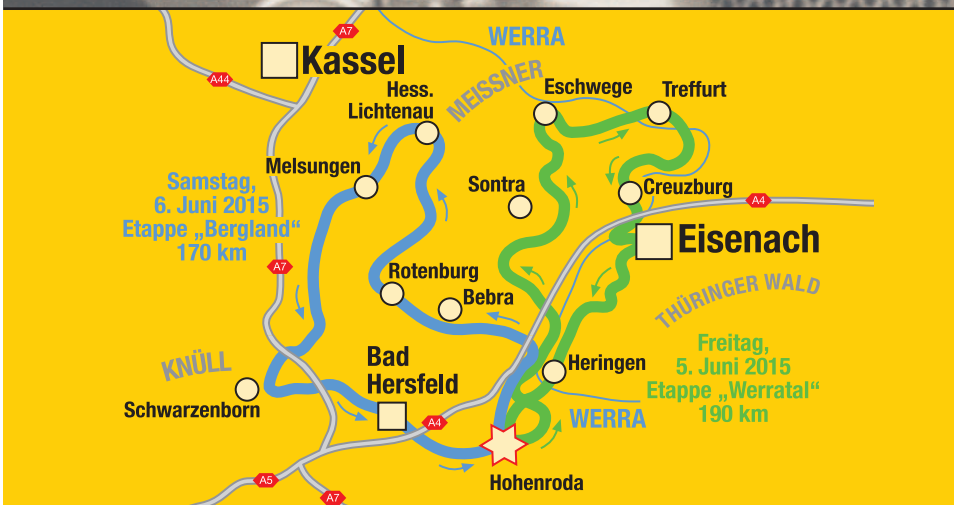 A7
WERRA
Kassel
A44
MEISSNER
Hess.
Lichtenau
Eschwege
Treffurt
Melsungen
Samstag,
6. Juni 2015
Etappe „Bergland“
170 km
Sontra
Creuzburg
A4
Eisenach
A7
Rotenburg
Bebra
THÜRINGER WALD
Freitag,
5. Juni 2015
Etappe „Werratal“
190 km
KNÜLL
Bad
Hersfeld
Heringen
Schwarzenborn
A4
WERRA
A5
Hohenroda
A7